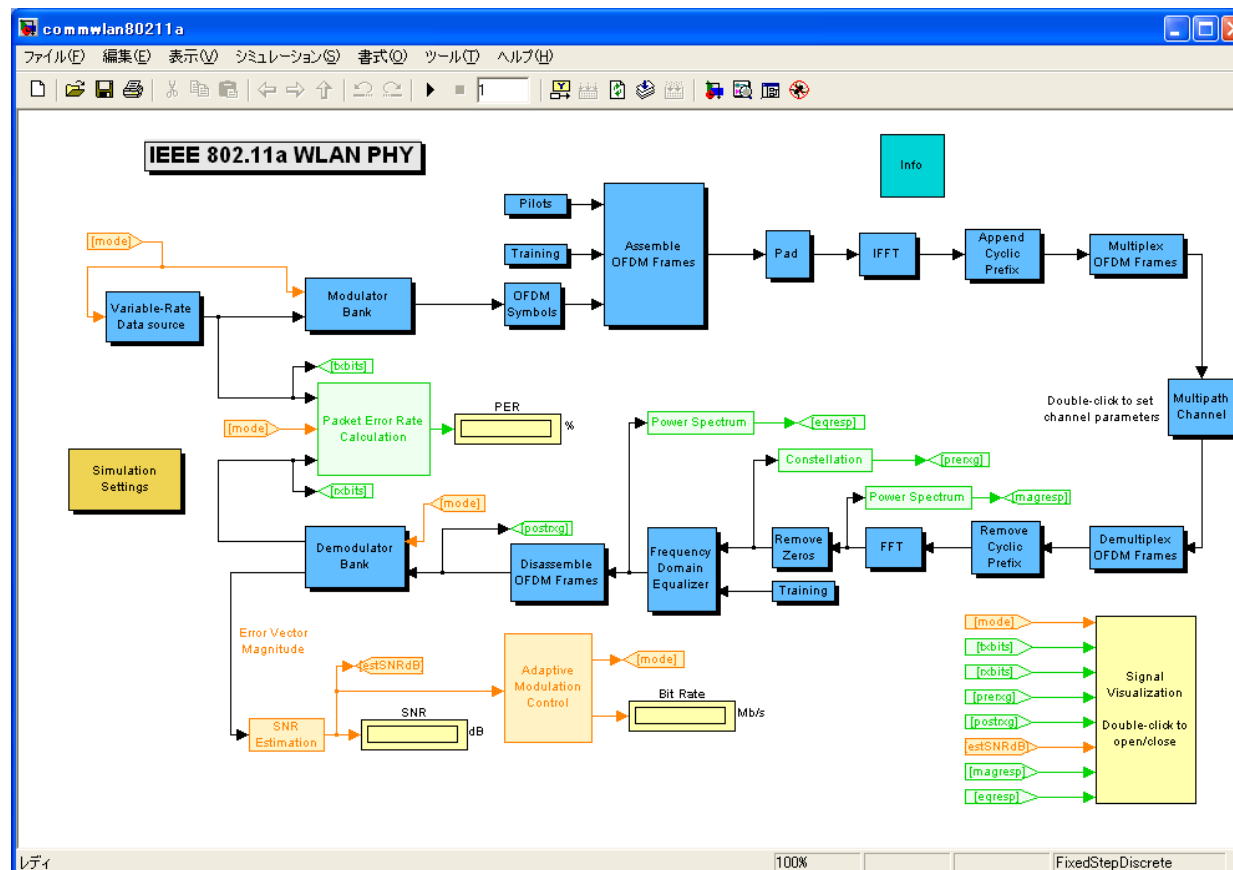 commwlan80211a
ファイル(F) 編集(E) 表示(V) シミュレーション(S) 書式(O) ツール(T) ヘルプ(H)
1
IEEE 802.11a WLAN PHY
Info
Pilots
Training
OFDM
Symbols
Assemble
OFDM Frames
Pad
IFFT
Append
Cyclic
Prefix
Multiplex
OFDM Frames
[mode]
Variable-Rate
Data source
Modulator
Bank
[txbits]
Packet Error Rate
Calculation
[mode]
[rxbits]
PER
%
Simulation
Settings
Double-click to set
channel parameters
Multipath
Channel
Power Spectrum
[eqresp]
Constellation
[prerxg]
Power Spectrum
[magresp]
[mode]
[postrxg]
Demodulator
Bank
Disassemble
OFDM Frames
Frequency
Domain
Equalizer
Remove
Zeros
Training
FFT
Remove
Cyclic
Prefix
Demultiplex
OFDM Frames
Error Vector
Magnitude
[estSNRdB]
SNR
Estimation
SNR
dB
Adaptive
Modulation
Control
[mode]
Bit Rate
Mb/s
[mode]
[txbits]
[rxbits]
[prerxg]
[postrxg]
[estSNRdB]
[magresp]
[eqresp]
Signal
Visualization
Double-click to
open/close
レディ
100%
FixedStepDiscrete